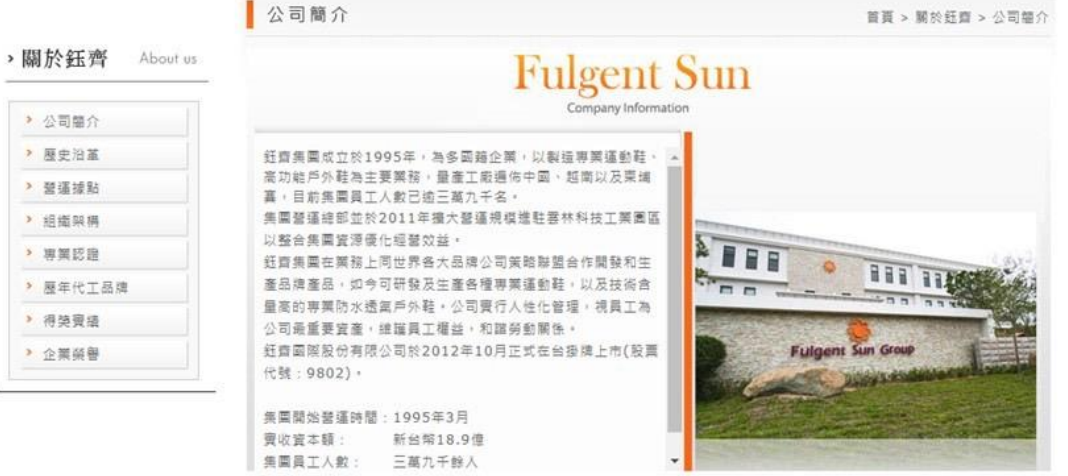 公司簡介
首頁 > 關於鈺齊 > 公司簡介
關於鈺齊 About us
公司簡介
歷史沿革
營運據點
組織架構
專業認證
歷年代工品牌
得獎實績
企業榮譽
Fulgent Sun
Company Information
鈺齊集團成立於1995年，為多國籍企業，以製造專業運動鞋、
高功能戶外鞋為主要業務，量產工廠遍佈中國、越南以及柬埔
寨，目前集團員工人數已逾三萬九千名。
集團營運總部並於2011年擴大營運規模進駐雲林科技工業園區
以整合集團資源優化經營效益。
鈺齊集團在業務上同世界各大品牌公司策略聯盟合作開發和生
產品牌產品，如今可研發及生產各種專業運動鞋，以及技術含
量高的專業防水透氣戶外鞋。公司實行人性化管理，視員工為
公司最重要資產，維護員工權益，和諧勞動關係。
鈺齊國際股份有限公司於2012年10月正式在台掛牌上市(股票
代號：9802)。
集團開始營運時間：1995年3月
實收資本額： 新台幣18.9億
集團員工人數： 三萬九千餘人
Fulgent Sun Group